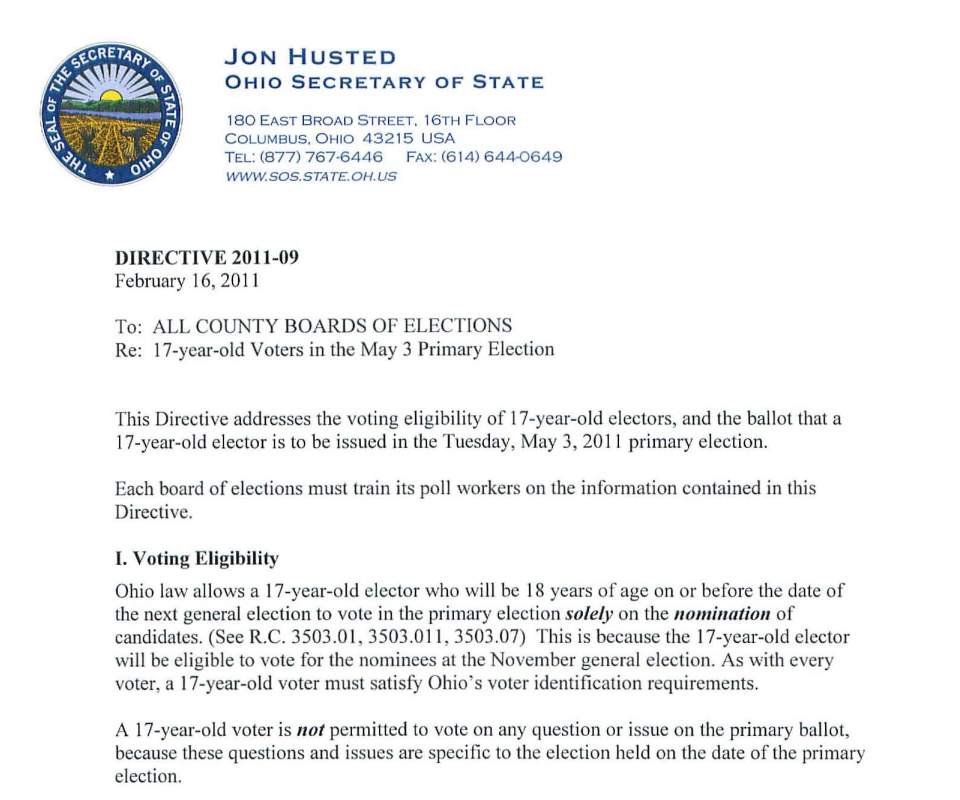 THE SEAL OF THE SECRETARY OF STATE OF OHIO
JON HUSTED
OHIO SECRETARY OF STATE
180 EAST BROAD STREET, 16TH FLOOR
COLUMBUS, OHIO 43215 USA
TEL: (877) 767-6446 FAX: (614) 644-0649
WWW.SOS.STATE.OH.US
DIRECTIVE 2011-09
February 16, 2011
To: ALL COUNTY BOARDS OF ELECTIONS
Re: 17-year-old Voters in the May 3 Primary Election
This Directive addresses the voting eligibility of 17-year-old electors, and the ballot that a
17-year-old elector is to be issued in the Tuesday, May 3, 2011 primary election.
Each board of elections must train its poll workers on the information contained in this
Directive.
I. Voting Eligibility
Ohio law allows a 17-year-old elector who will be 18 years of age on or before the date of
the next general election to vote in the primary election solely on the nomination of
candidates. (See R.C. 3503.01, 3503.011, 3503.07) This is because the 17-year-old elector
will be eligible to vote for the nominees at the November general election. As with every
voter, a 17-year-old voter must satisfy Ohio's voter identification requirements.
A 17-year-old voter is not permitted to vote on any question or issue on the primary ballot,
because these questions and issues are specific to the election held on the date of the primary
election.